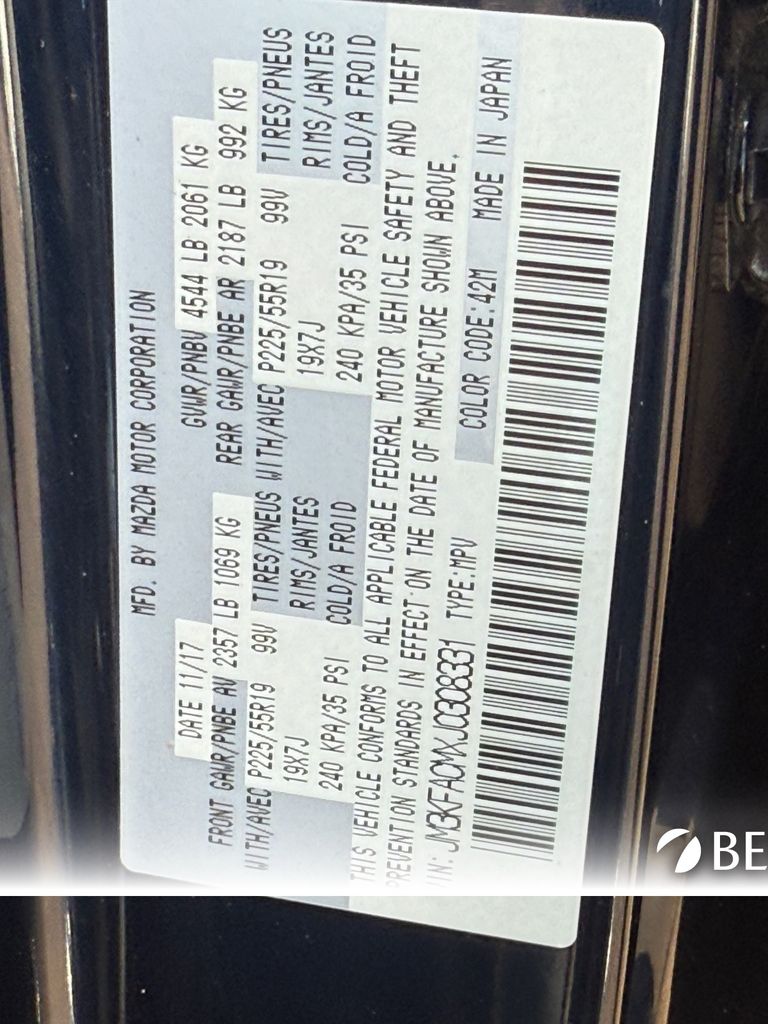 MFD. BY MAZDA MOTOR CORPORATION
DATE 11/17 GVWR/PNBV 4544 LB 2061 KG
FRONT GAWR/PNBE AV 2357 LB 1069 KG REAR GAWR/PNBE AR 2187 LB 992 KG
WITH/AVEC P225/55R19 99V TIRES/PNEUS WITH/AVEC P225/55R19 99V TIRES/PNEUS
19X7J RIMS/JANTES 19X7J RIMS/JANTES
240 KPA/35 PSI COLD/A FROID 240 KPA/35 PSI COLD/A FROID
THIS VEHICLE CONFORMS TO ALL APPLICABLE FEDERAL MOTOR VEHICLE SAFETY AND THEFT
PREVENTION STANDARDS IN EFFECT ON THE DATE OF MANUFACTURE SHOWN ABOVE.
VIN: JM3KFACMXJ0308331 TYPE:MPV COLOR CODE:42M MADE IN JAPAN
BE